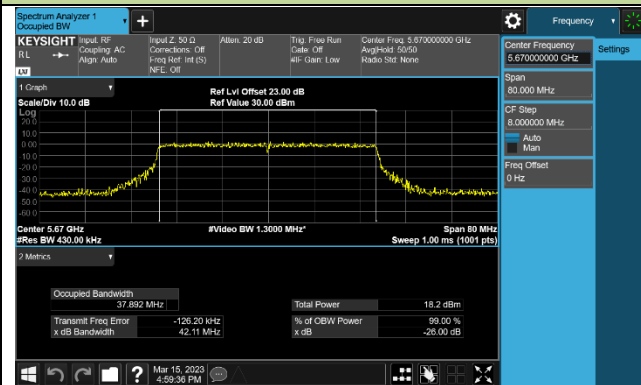 Spectrum Analyzer 1
Occupied BW
Frequency
KEYSIGHT
RL
Input: RF
Coupling: AC
Align: Auto
Input Z: 50 Ω
Corrections: Off
Freq Ref: Int (S)
NFE: Off
Atten: 20 dB
Trig: Free Run
Gate: Off
#IF Gain: Low
Center Freq: 5.670000000 GHz
Avg|Hold: 50/50
Radio Std: None
Center Frequency
5.670000000 GHz
Settings
Span
80.000 MHz
CF Step
8.000000 MHz
Auto
Man
Freq Offset
0 Hz
1 Graph
Scale/Div 10.0 dB
Ref Lvl Offset 23.00 dB
Ref Value 30.00 dBm
Log
20.0
10.0
0.00
-10.0
-20.0
-30.0
-40.0
-50.0
-60.0
Center 5.67 GHz
#Res BW 430.00 kHz
#Video BW 1.3000 MHz*
Span 80 MHz
Sweep 1.00 ms (1001 pts)
2 Metrics
Occupied Bandwidth
37.892 MHz
Total Power 18.2 dBm
Transmit Freq Error -126.20 kHz
% of OBW Power 99.00 %
x dB Bandwidth 42.11 MHz
x dB -26.00 dB
?
Mar 15, 2023
4:59:36 PM